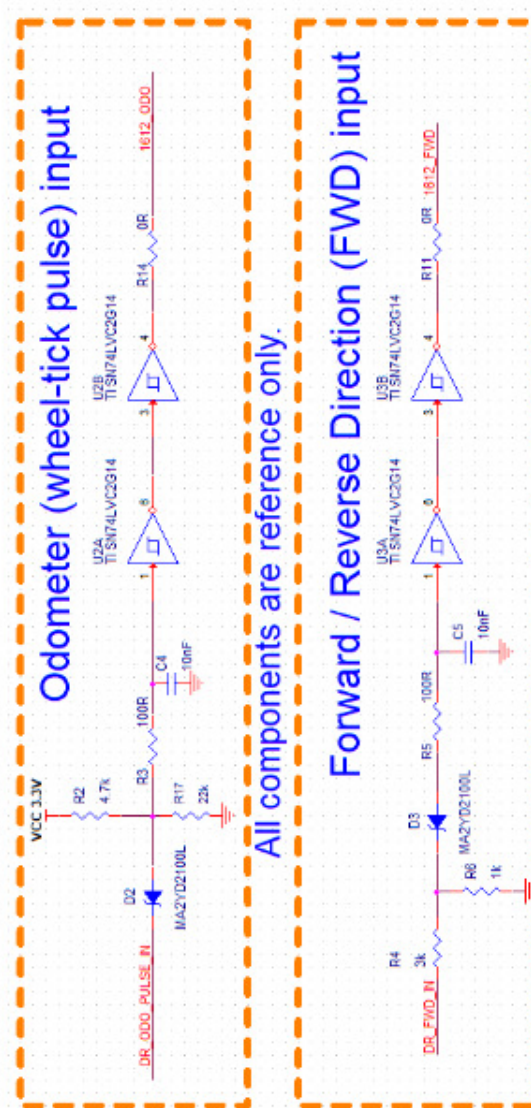 Odometer (wheel-tick pulse) input
VCC 3.3V
R2
4.7k
DR_ODO_PULSE_IN
D2
MA2YD2100L
R17
22k
R3
100R
C4
10nF
U2A
TI SN74LVC2G14
1
6
U2B
TI SN74LVC2G14
3
4
R14
0R
1612_ODO
All components are reference only.
Forward / Reverse Direction (FWD) input
DR_FWD_IN
R4
3k
R6
1k
D3
MA2YD2100L
R5
100R
C5
10nF
U3A
TI SN74LVC2G14
1
6
U3B
TI SN74LVC2G14
3
4
R11
0R
1612_FWD